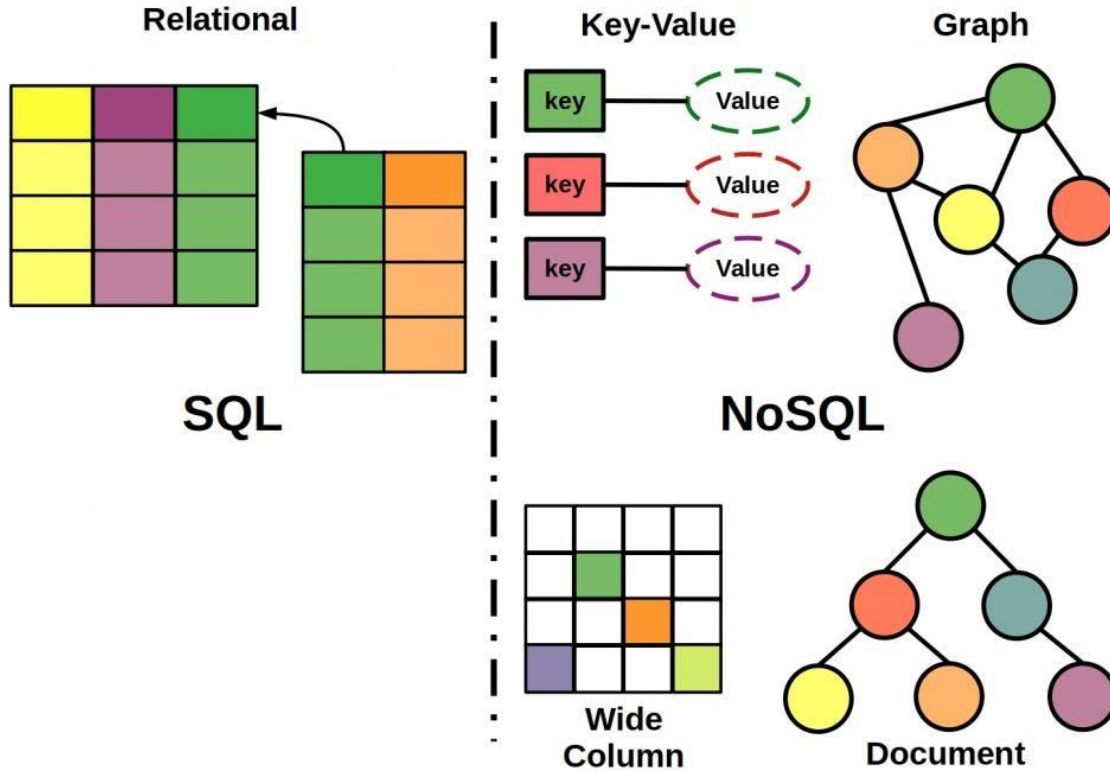 Relational
Key-Value
Graph
key
Value
key
Value
key
Value
SQL
NoSQL
Wide
Column
Document